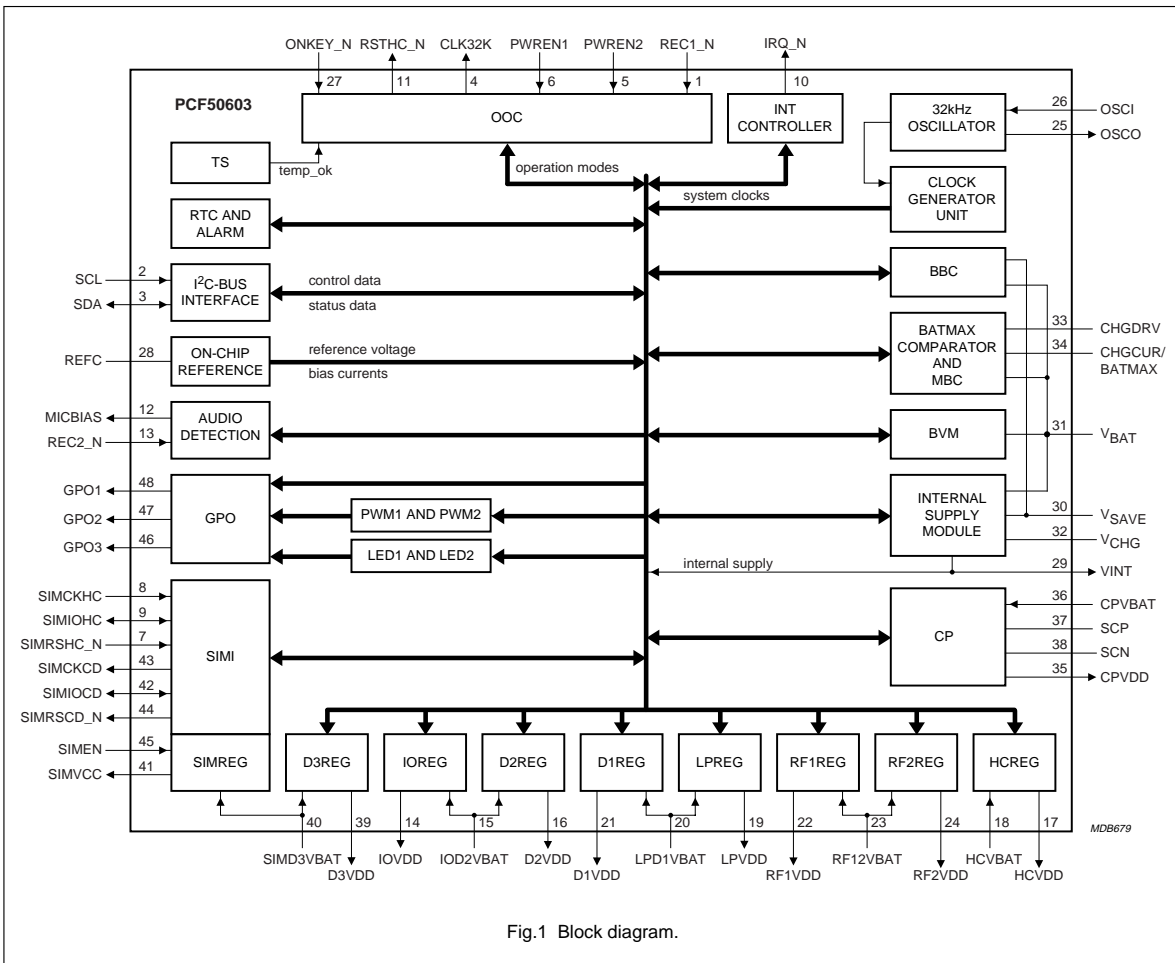 ONKEY_N RSTHC_N CLK32K PWREN1 PWREN2 REC1_N IRQ_N
27 11 4 6 5 1 10
PCF50603
OOC
INT
CONTROLLER
32kHz
OSCILLATOR
26 OSCI
25 OSCO
TS
temp_ok
operation modes
system clocks
CLOCK
GENERATOR
UNIT
RTC AND
ALARM
SCL 2
SDA 3
I²C-BUS
INTERFACE
control data
status data
BBC
REFC 28
ON-CHIP
REFERENCE
reference voltage
bias currents
BATMAX
COMPARATOR
AND
MBC
33 CHGDRV
34 CHGCUR/
BATMAX
MICBIAS 12
REC2_N 13
AUDIO
DETECTION
BVM
31 VBAT
GPO1 48
GPO2 47
GPO3 46
GPO
PWM1 AND PWM2
LED1 AND LED2
INTERNAL
SUPPLY
MODULE
30 VSAVE
32 VCHG
internal supply
29 VINT
SIMCKHC 8
SIMIOHC 9
SIMRSHC_N 7
SIMCKCD 43
SIMIOCD 42
SIMRSCD_N 44
SIMI
CP
36 CPVBAT
37 SCP
38 SCN
35 CPVDD
SIMEN 45
SIMVCC 41
SIMREG D3REG IOREG D2REG D1REG LPREG RF1REG RF2REG HCREG
40 39 14 15 16 21 20 19 22 23 24 18 17
MDB679
SIMD3VBAT IOVDD IOD2VBAT D2VDD LPD1VBAT LPVDD RF12VBAT HCVBAT
D3VDD D1VDD RF1VDD RF2VDD HCVDD
Fig.1 Block diagram.